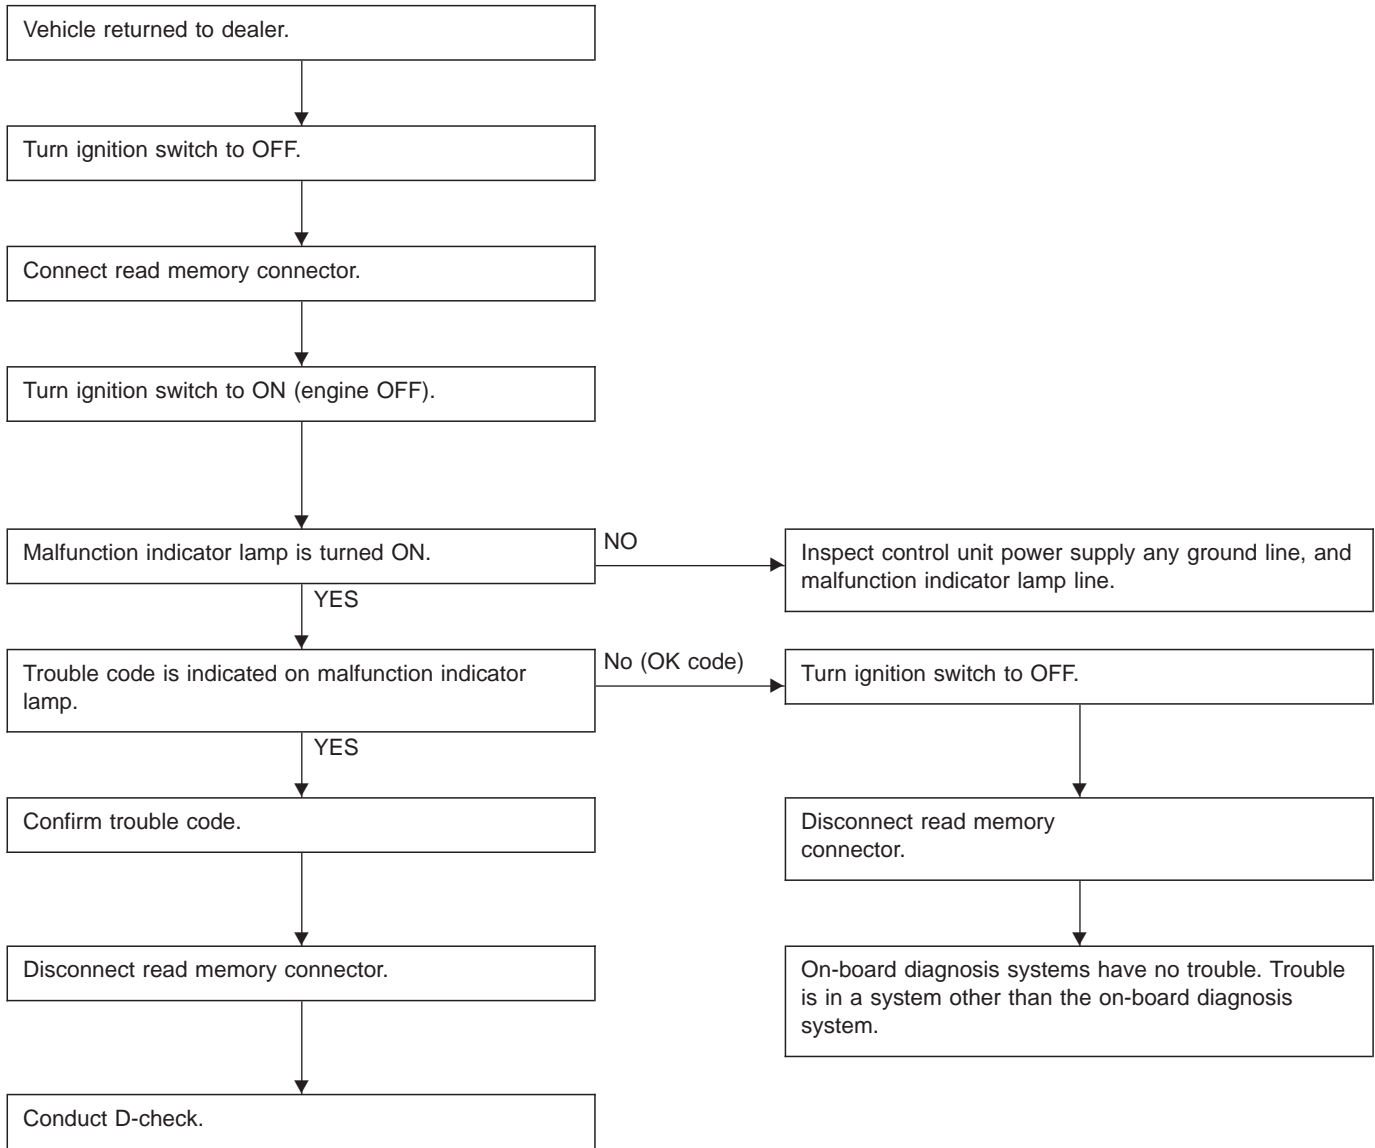 Vehicle returned to dealer.
Turn ignition switch to OFF.
Connect read memory connector.
Turn ignition switch to ON (engine OFF).
Malfunction indicator lamp is turned ON.
NO
Inspect control unit power supply any ground line, and
malfunction indicator lamp line.
YES
Trouble code is indicated on malfunction indicator
lamp.
No (OK code)
Turn ignition switch to OFF.
YES
Confirm trouble code.
Disconnect read memory
connector.
Disconnect read memory connector.
On-board diagnosis systems have no trouble. Trouble
is in a system other than the on-board diagnosis
system.
Conduct D-check.